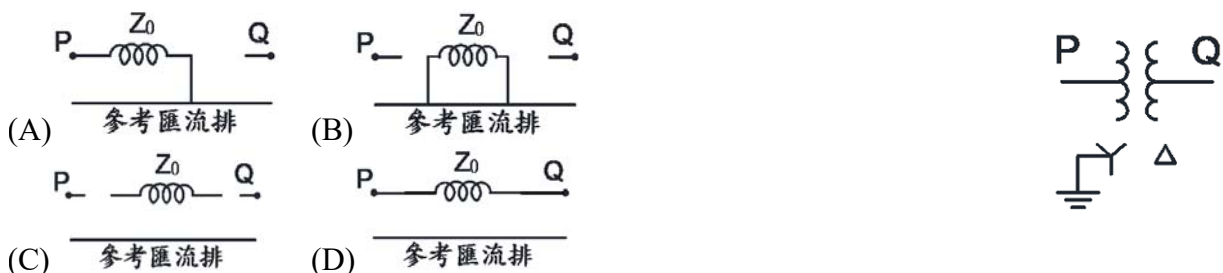 P Z₀ Q
參考匯流排
(A)
P Z₀ Q
參考匯流排
(B)
P Z₀ Q
參考匯流排
(C)
P Z₀ Q
參考匯流排
(D)
P Q
Y Δ